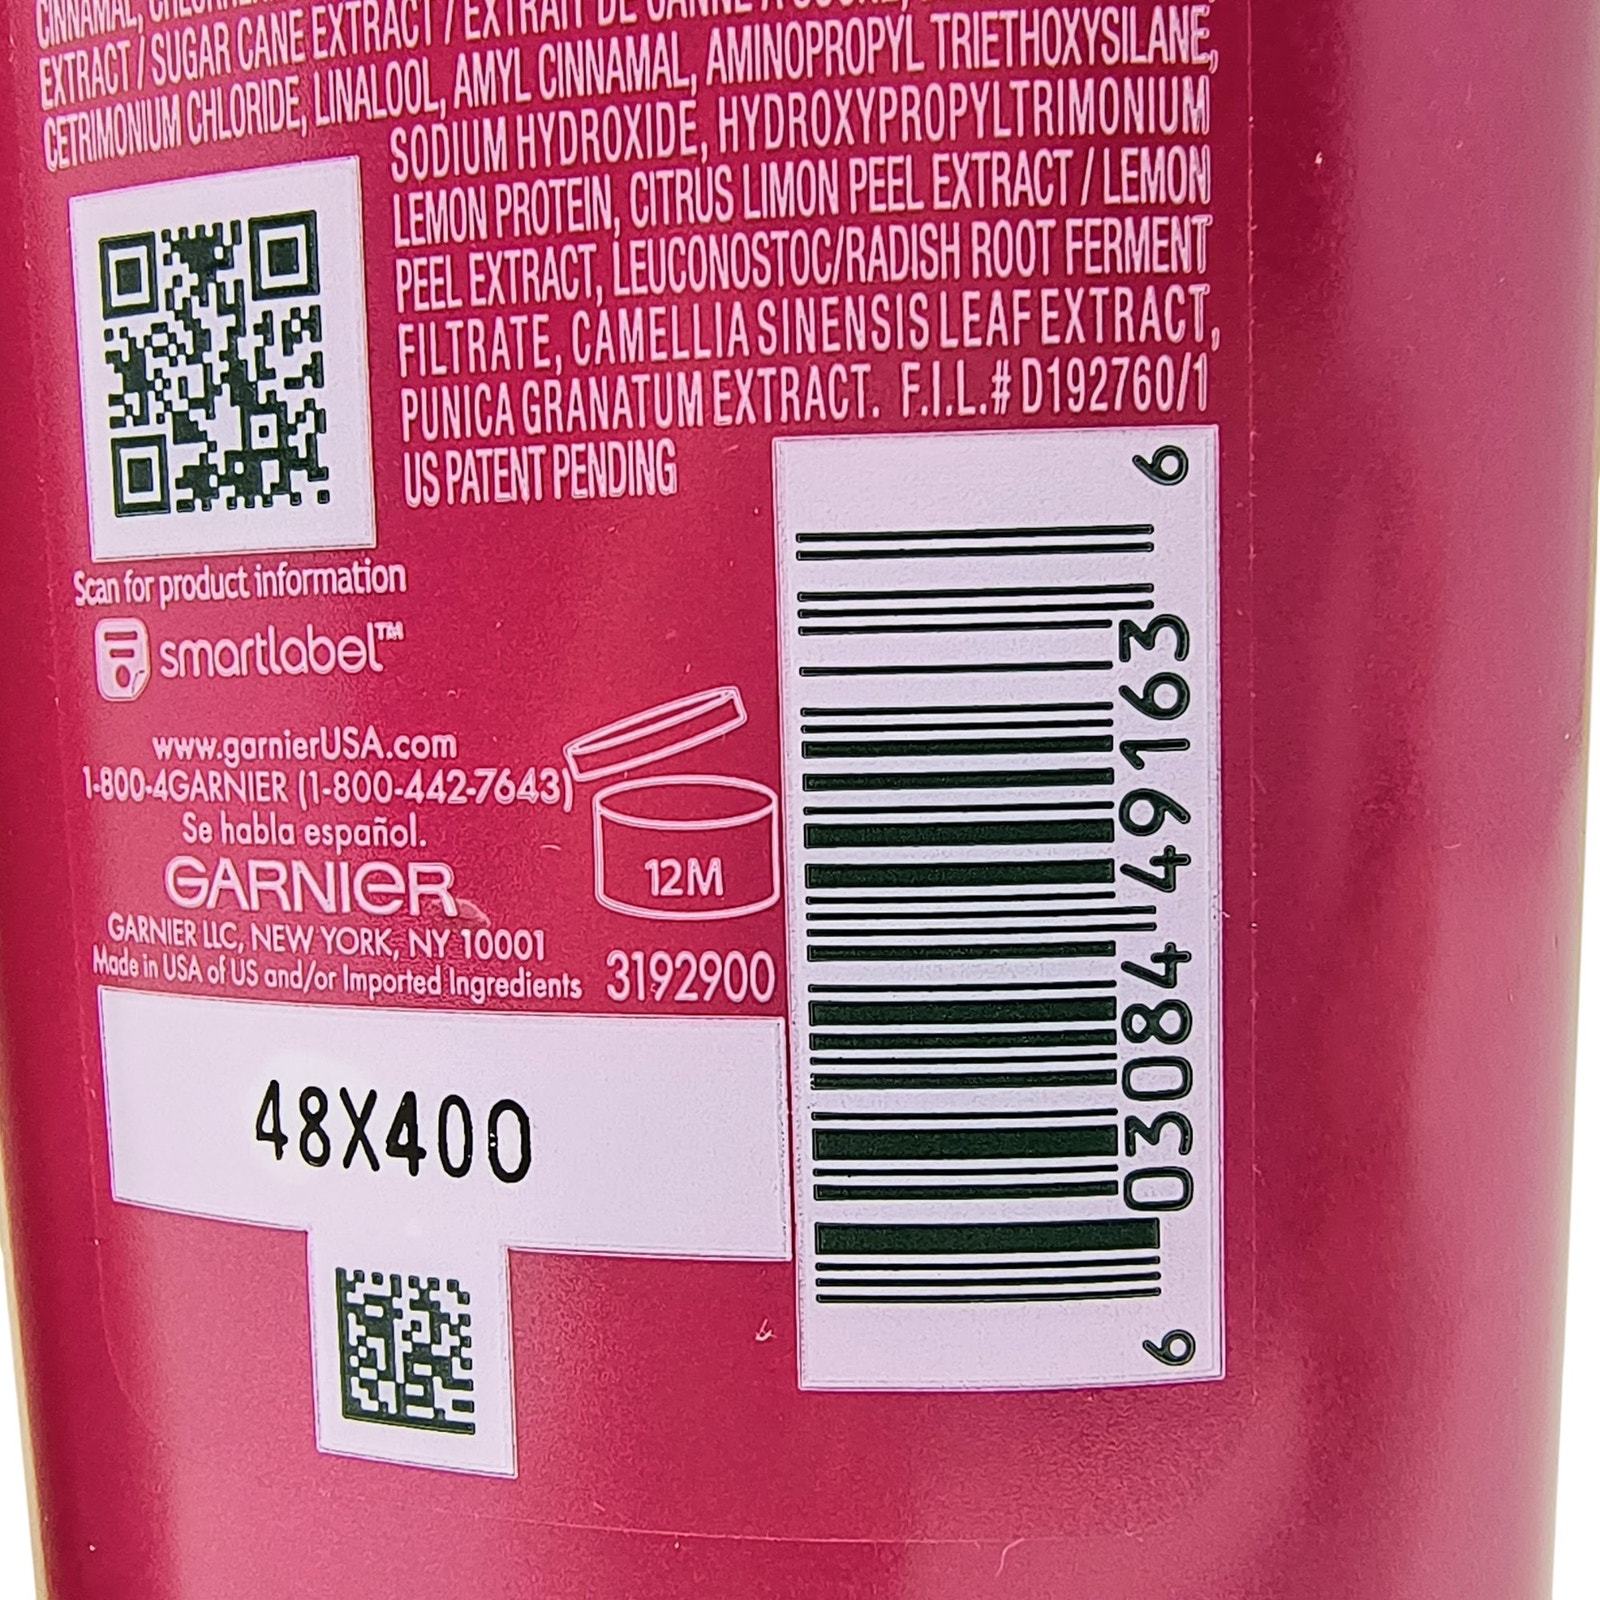 CINNAMAL,
EXTRACT / SUGAR CANE EXTRACT / EXTRAIT DE CANNE A SUCRE,
CETRIMONIUM CHLORIDE, LINALOOL, AMYL CINNAMAL, AMINOPROPYL TRIETHOXYSILANE,
SODIUM HYDROXIDE, HYDROXYPROPYLTRIMONIUM
LEMON PROTEIN, CITRUS LIMON PEEL EXTRACT / LEMON
PEEL EXTRACT, LEUCONOSTOC/RADISH ROOT FERMENT
FILTRATE, CAMELLIA SINENSIS LEAF EXTRACT,
PUNICA GRANATUM EXTRACT. F.I.L.# D192760/1
US PATENT PENDING
Scan for product information
smartlabel™
www.garnierUSA.com
1-800-4GARNIER (1-800-442-7643)
Se habla español.
GARNIER
GARNIER LLC, NEW YORK, NY 10001
Made in USA of US and/or Imported Ingredients
12M
3192900
48X400
6 03084 49163 6